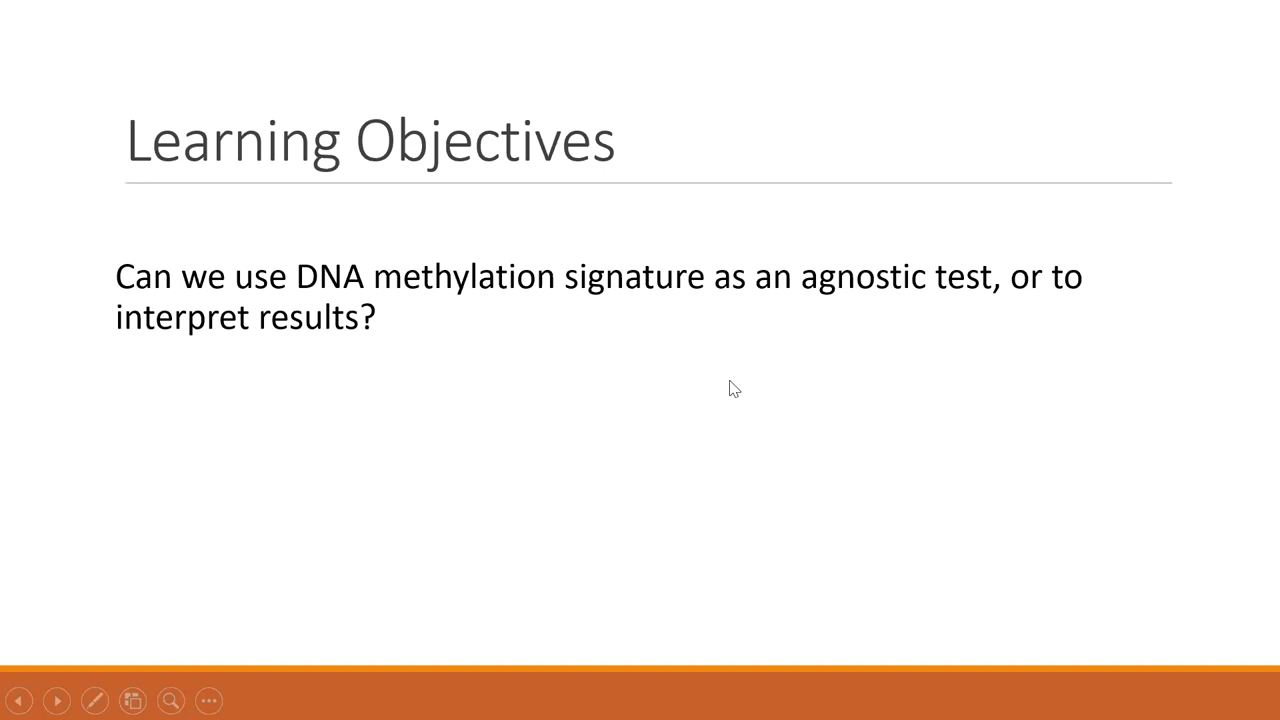 Learning Objectives
Can we use DNA methylation signature as an agnostic test, or to
interpret results?